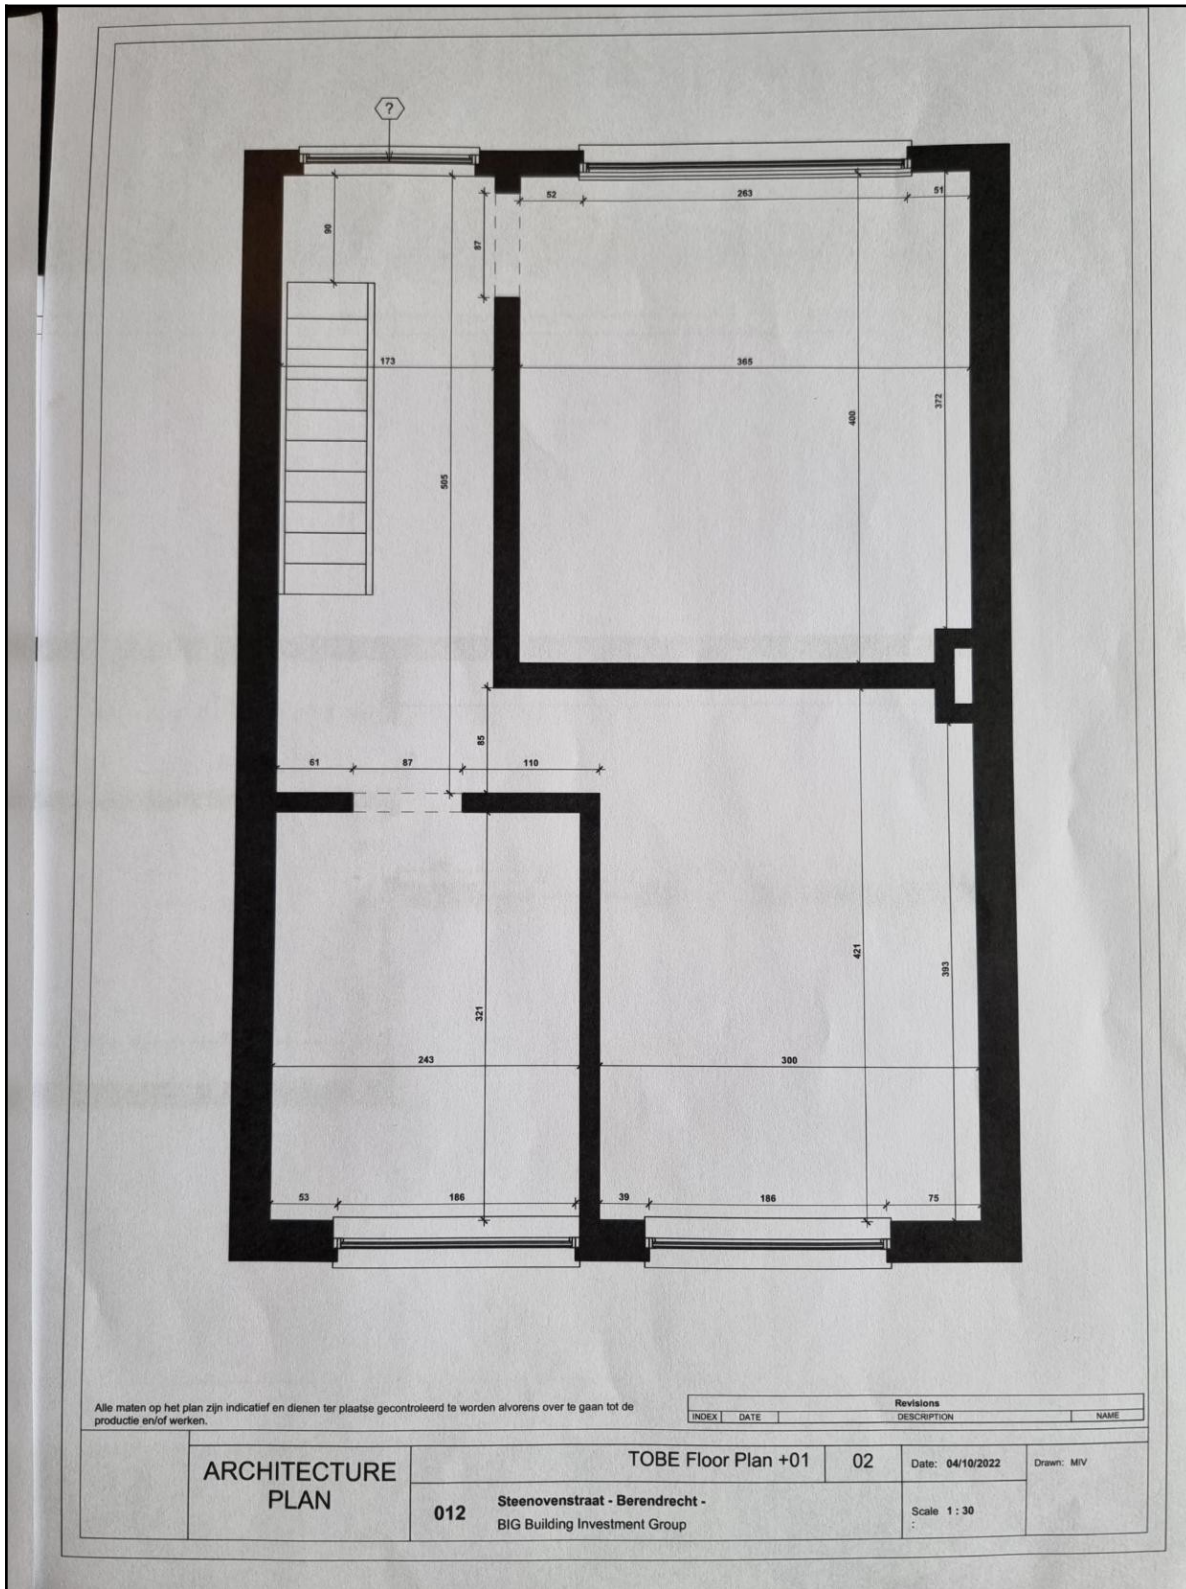 ?
52
263
51
90
87
173
365
372
400
505
85
61
87
110
421
393
321
243
300
53
186
39
186
75
Alle maten op het plan zijn indicatief en dienen ter plaatse gecontroleerd te worden alvorens over te gaan tot de
productie en/of werken.
Revisions
INDEX DATE DESCRIPTION NAME
ARCHITECTURE
PLAN
TOBE Floor Plan +01
02
Date: 04/10/2022
Drawn: MIV
012
Steenovenstraat - Berendrecht -
BIG Building Investment Group
Scale 1 : 30
: